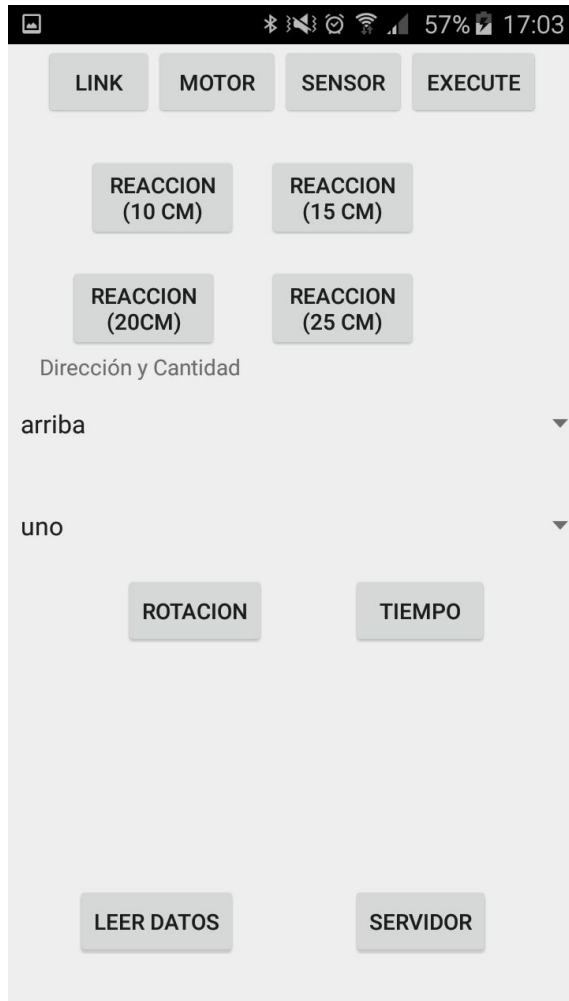 57% 17:03
LINK MOTOR SENSOR EXECUTE
REACCION REACCION
(10 CM) (15 CM)
REACCION REACCION
(20CM) (25 CM)
Dirección y Cantidad
arriba
uno
ROTACION TIEMPO
LEER DATOS SERVIDOR